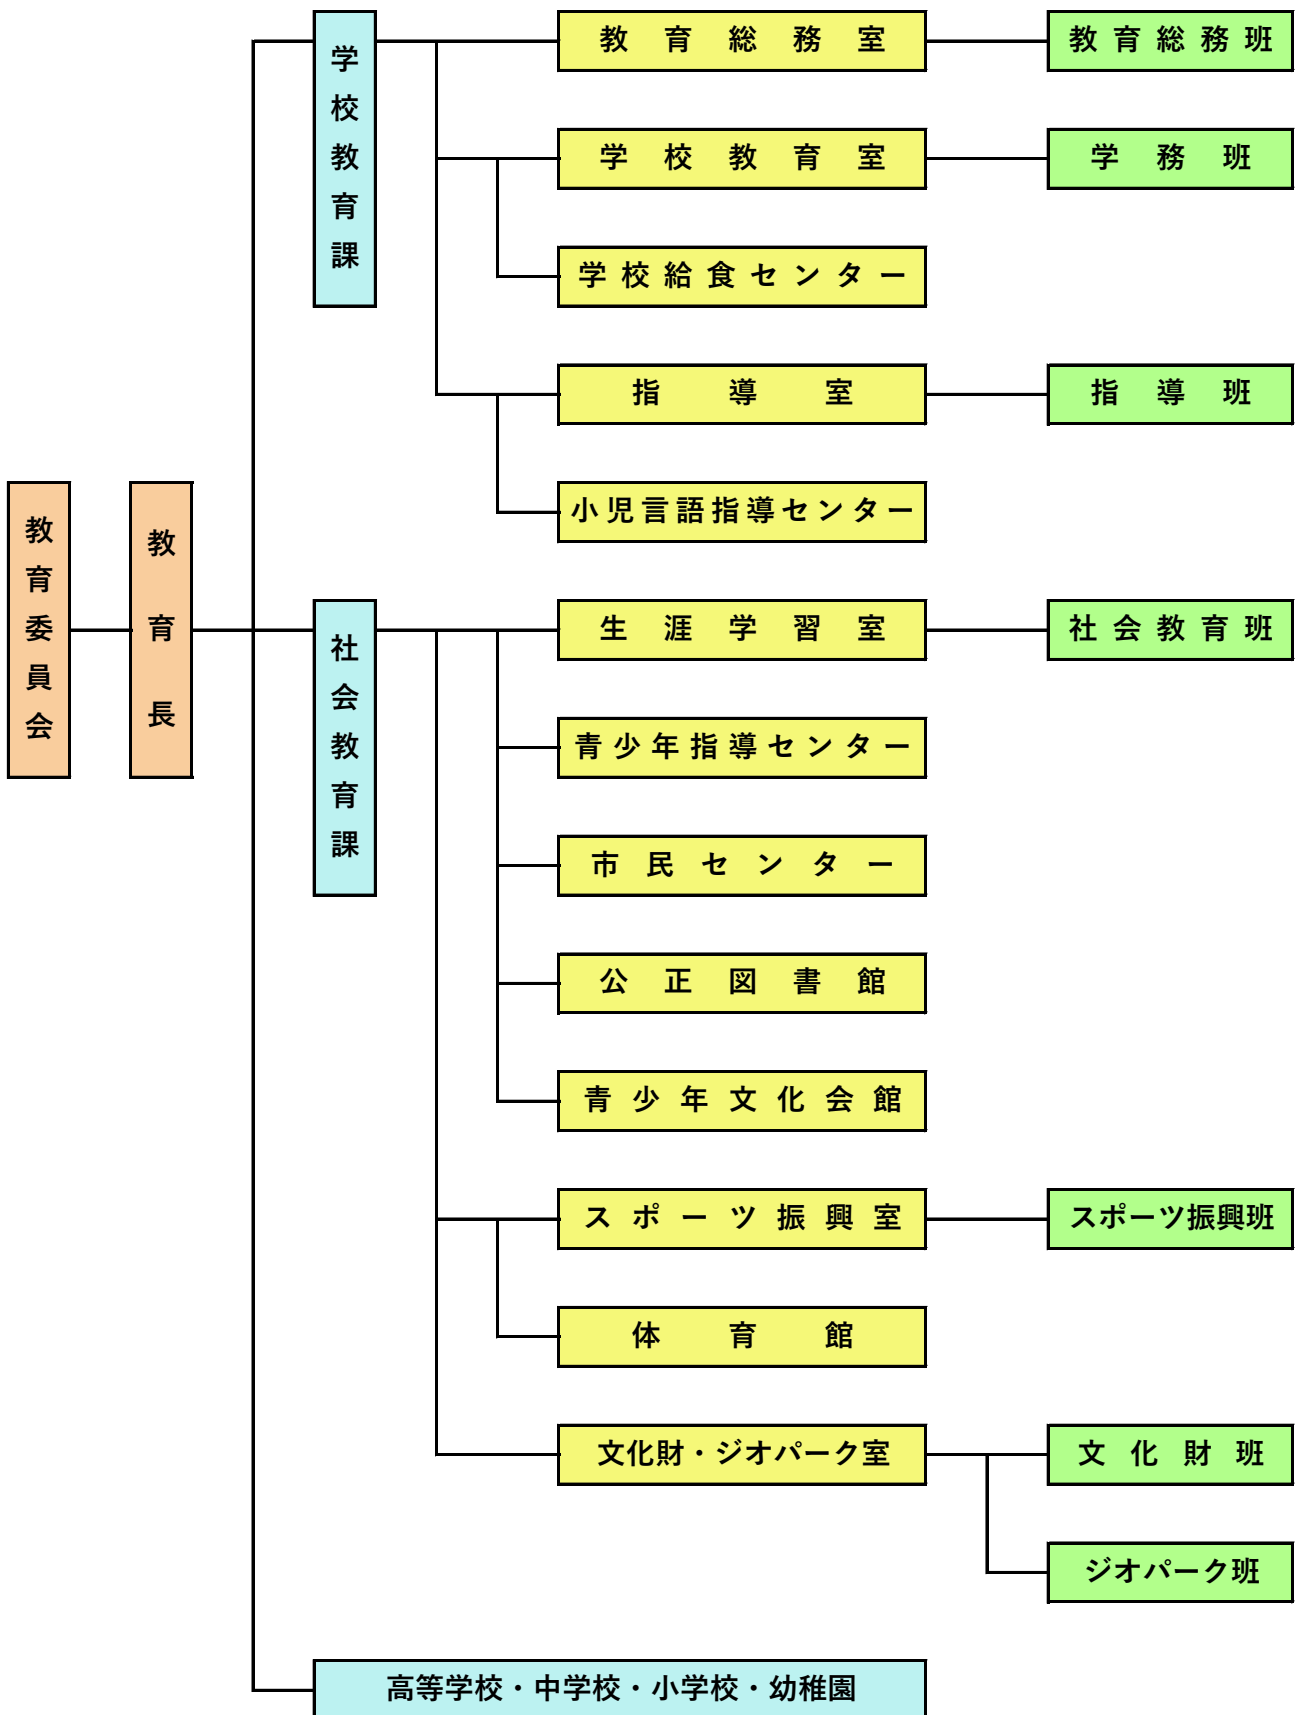 教育委員会
教育長
学校教育課
教育総務室
教育総務班
学校教育室
学務班
学校給食センター
指導室
指導班
小児言語指導センター
社会教育課
生涯学習室
社会教育班
青少年指導センター
市民センター
公正図書館
青少年文化会館
スポーツ振興室
スポーツ振興班
体育館
文化財・ジオパーク室
文化財班
ジオパーク班
高等学校・中学校・小学校・幼稚園